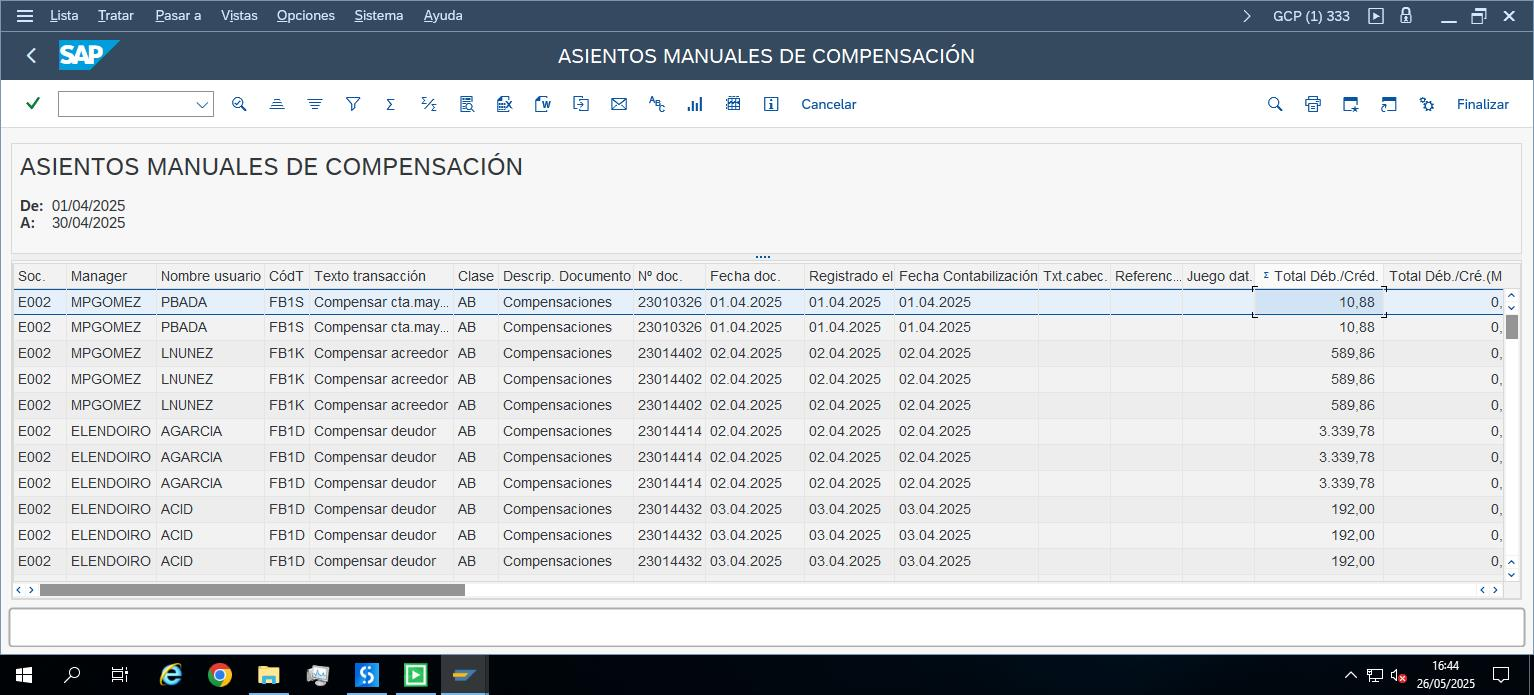 Lista Tratar Pasar a Vistas Opciones Sistema Ayuda GCP (1) 333
SAP ASIENTOS MANUALES DE COMPENSACIÓN
Cancelar Finalizar
ASIENTOS MANUALES DE COMPENSACIÓN
De: 01/04/2025
A: 30/04/2025
Soc. Manager Nombre usuario CódT Texto transacción Clase Descrip. Documento Nº doc. Fecha doc. Registrado el Fecha Contabilización Txt.cabec. Referenc... Juego dat. Σ Total Déb./Créd. Total Déb./Cré.(M
E002 MPGOMEZ PBADA FB1S Compensar cta.may... AB Compensaciones 23010326 01.04.2025 01.04.2025 01.04.2025 10,88 0,
E002 MPGOMEZ PBADA FB1S Compensar cta.may... AB Compensaciones 23010326 01.04.2025 01.04.2025 01.04.2025 10,88 0,
E002 MPGOMEZ LNUNEZ FB1K Compensar acreedor AB Compensaciones 23014402 02.04.2025 02.04.2025 02.04.2025 589,86 0,
E002 MPGOMEZ LNUNEZ FB1K Compensar acreedor AB Compensaciones 23014402 02.04.2025 02.04.2025 02.04.2025 589,86 0,
E002 MPGOMEZ LNUNEZ FB1K Compensar acreedor AB Compensaciones 23014402 02.04.2025 02.04.2025 02.04.2025 589,86 0,
E002 ELENDOIRO AGARCIA FB1D Compensar deudor AB Compensaciones 23014414 02.04.2025 02.04.2025 02.04.2025 3.339,78 0,
E002 ELENDOIRO AGARCIA FB1D Compensar deudor AB Compensaciones 23014414 02.04.2025 02.04.2025 02.04.2025 3.339,78 0,
E002 ELENDOIRO AGARCIA FB1D Compensar deudor AB Compensaciones 23014414 02.04.2025 02.04.2025 02.04.2025 3.339,78 0,
E002 ELENDOIRO ACID FB1D Compensar deudor AB Compensaciones 23014432 03.04.2025 03.04.2025 03.04.2025 192,00 0,
E002 ELENDOIRO ACID FB1D Compensar deudor AB Compensaciones 23014432 03.04.2025 03.04.2025 03.04.2025 192,00 0,
E002 ELENDOIRO ACID FB1D Compensar deudor AB Compensaciones 23014432 03.04.2025 03.04.2025 03.04.2025 192,00 0,
16:44
26/05/2025